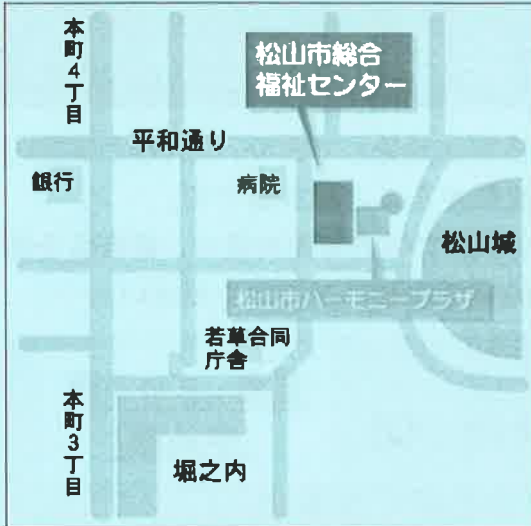 本町4丁目
松山市総合
福祉センター
平和通り
銀行
病院
松山城
松山市ハーモニープラザ
若草合同
庁舎
本町3丁目
堀之内